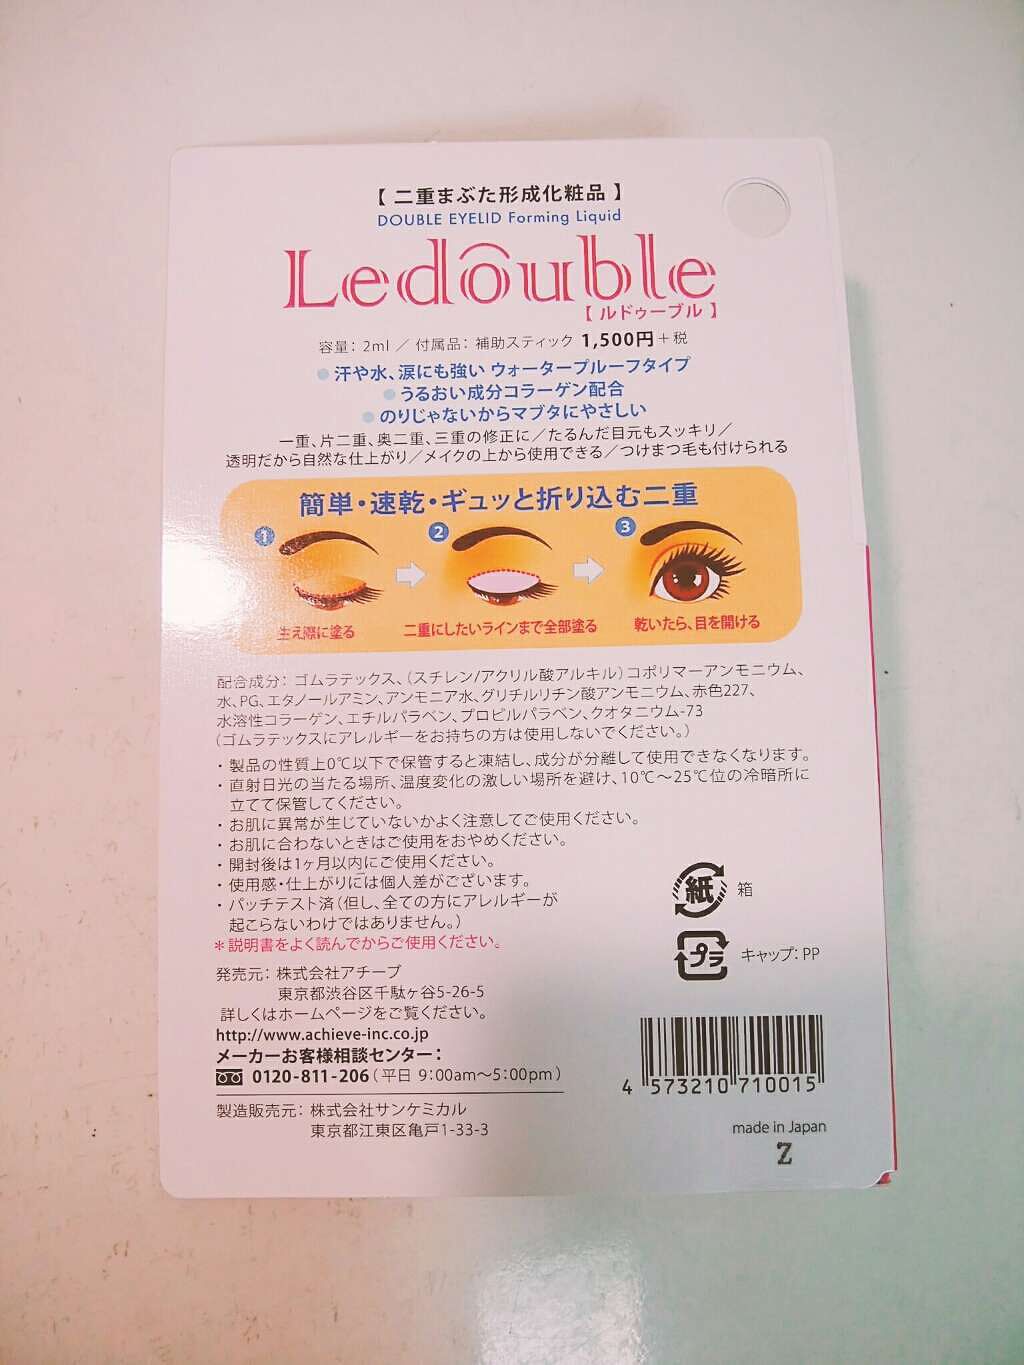 【二重まぶた形成化粧品】
DOUBLE EYELID Forming Liquid
Ledouble
【ルドゥーブル】
容量：2ml ／ 付属品：補助スティック 1,500円＋税
●汗や水、涙にも強い ウォータープルーフタイプ
●うるおい成分コラーゲン配合
●のりじゃないからマブタにやさしい
一重、片二重、奥二重、三重の修正に／たるんだ目元もスッキリ／
透明だから自然な仕上がり／メイクの上から使用できる／つけまつ毛も付けられる
簡単・速乾・ギュッと折り込む二重
1 2 3
生え際に塗る 二重にしたいラインまで全部塗る 乾いたら、目を開ける
配合成分：ゴムラテックス、（スチレン/アクリル酸アルキル）コポリマーアンモニウム、
水、PG、エタノールアミン、アンモニア水、グリチルリチン酸アンモニウム、赤色227、
水溶性コラーゲン、エチルパラベン、プロピルパラベン、クオタニウム-73
（ゴムラテックスにアレルギーをお持ちの方は使用しないでください。）
・製品の性質上0℃以下で保管すると凍結し、成分が分離して使用できなくなります。
・直射日光の当たる場所、温度変化の激しい場所を避け、10℃～25℃位の冷暗所に
立てて保管してください。
・お肌に異常が生じていないかよく注意してご使用ください。
・お肌に合わないときはご使用をおやめください。
・開封後は1ヶ月以内にご使用ください。
・使用感・仕上がりには個人差がございます。
・パッチテスト済（但し、全ての方にアレルギーが
起こらないわけではありません。）
＊説明書をよく読んでからご使用ください。
紙 箱
プラ キャップ：PP
発売元：株式会社アチーブ
東京都渋谷区千駄ヶ谷5-26-5
詳しくはホームページをご覧ください。
http://www.achieve-inc.co.jp
メーカーお客様相談センター：
0120-811-206（平日 9:00am～5:00pm）
製造販売元：株式会社サンケミカル
東京都江東区亀戸1-33-3
4 573210 710015
made in Japan
Z